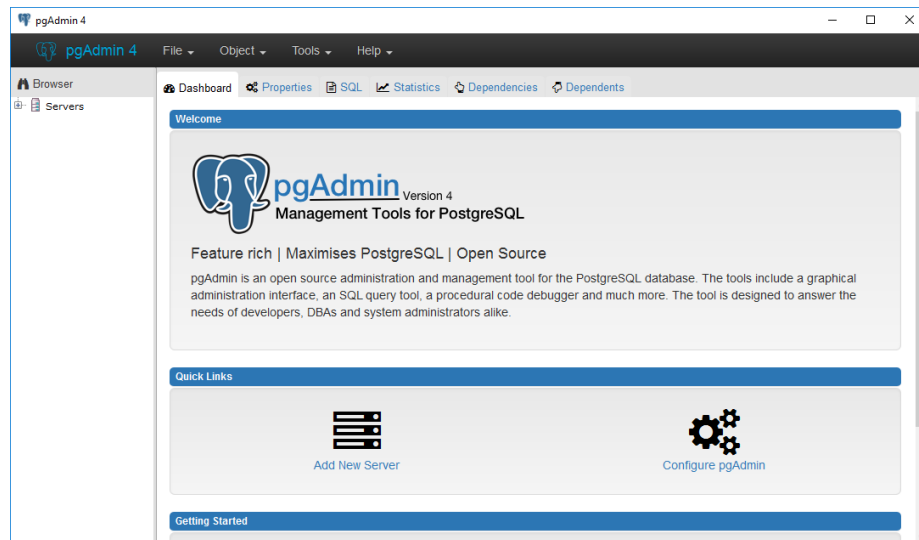 pgAdmin 4
pgAdmin 4 File Object Tools Help
Browser
Dashboard Properties SQL Statistics Dependencies Dependents
Servers
Welcome
pgAdmin Version 4
Management Tools for PostgreSQL
Feature rich | Maximises PostgreSQL | Open Source
pgAdmin is an open source administration and management tool for the PostgreSQL database. The tools include a graphical
administration interface, an SQL query tool, a procedural code debugger and much more. The tool is designed to answer the
needs of developers, DBAs and system administrators alike.
Quick Links
Add New Server Configure pgAdmin
Getting Started